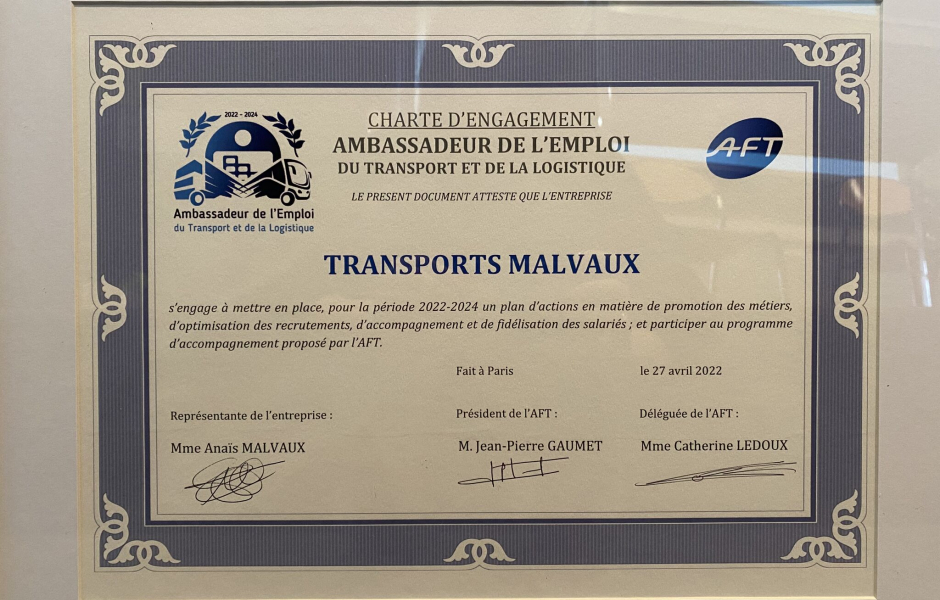 2022 - 2024
Ambassadeur de l'Emploi
du Transport et de la Logistique
CHARTE D'ENGAGEMENT
AMBASSADEUR DE L'EMPLOI
DU TRANSPORT ET DE LA LOGISTIQUE
LE PRESENT DOCUMENT ATTESTE QUE L'ENTREPRISE
AFT
TRANSPORTS MALVAUX
s'engage à mettre en place, pour la période 2022-2024 un plan d'actions en matière de promotion des métiers,
d'optimisation des recrutements, d'accompagnement et de fidélisation des salariés ; et participer au programme
d'accompagnement proposé par l'AFT.
Fait à Paris le 27 avril 2022
Représentante de l'entreprise : Président de l'AFT : Déléguée de l'AFT :
Mme Anaïs MALVAUX M. Jean-Pierre GAUMET Mme Catherine LEDOUX